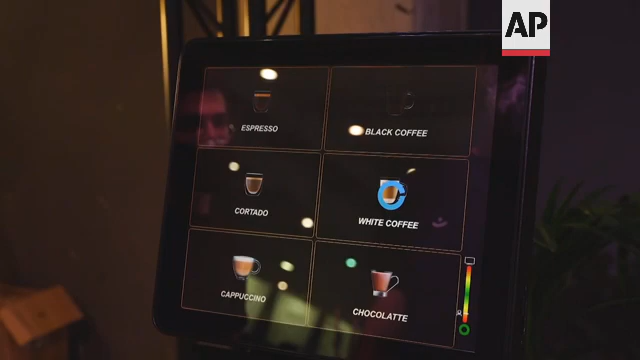 AP
ESPRESSO
BLACK COFFEE
CORTADO
WHITE COFFEE
CAPPUCCINO
CHOCOLATTE